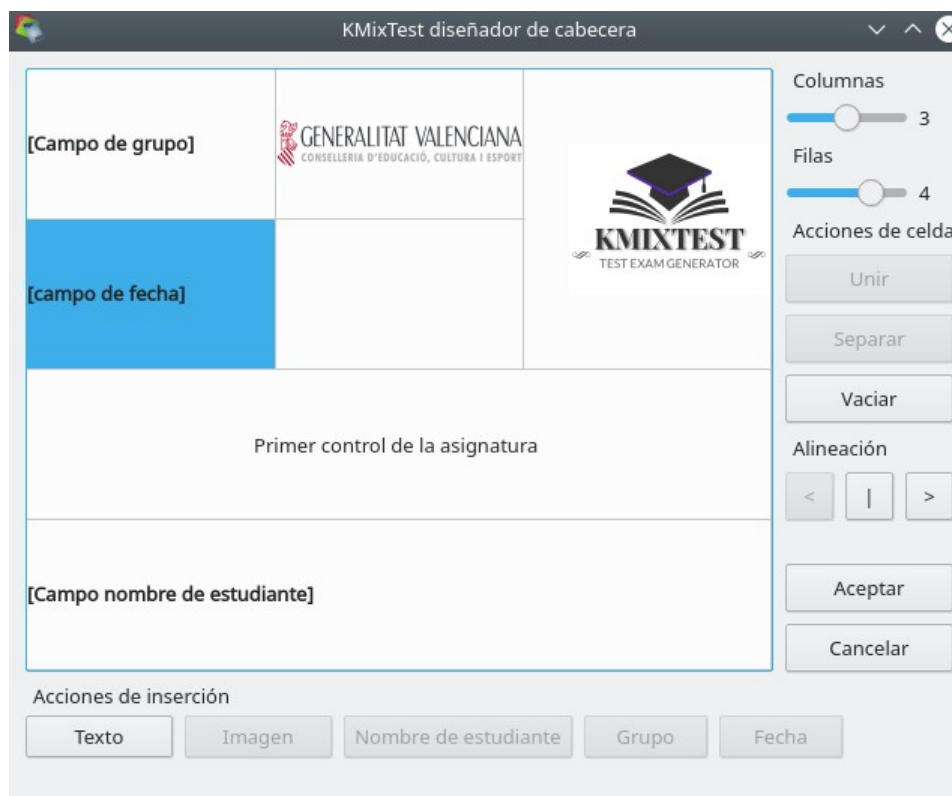 KMixTest diseñador de cabecera
[Campo de grupo]
GENERALITAT VALENCIANA
CONSELLERIA D'EDUCACIÓ, CULTURA I ESPORT
KMIXTEST
TEST EXAM GENERATOR
[campo de fecha]
Primer control de la asignatura
[Campo nombre de estudiante]
Columnas
3
Filas
4
Acciones de celda
Unir
Separar
Vaciar
Alineación
< | >
Aceptar
Cancelar
Acciones de inserción
Texto Imagen Nombre de estudiante Grupo Fecha